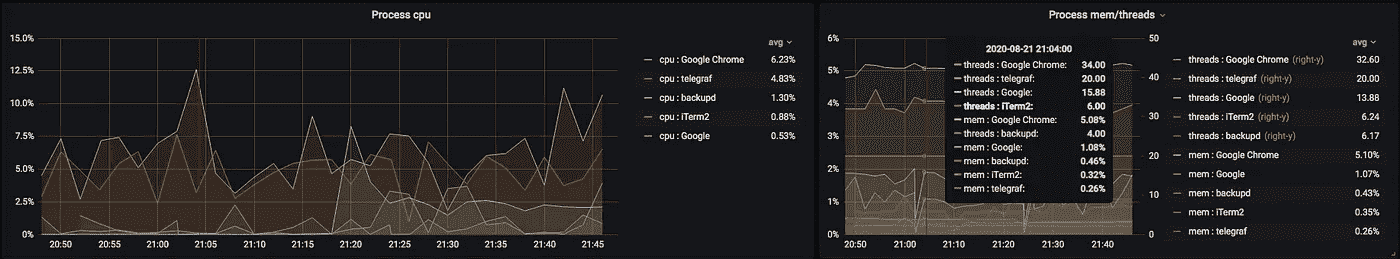 Process cpu
15.0%
12.5%
10.0%
7.5%
5.0%
2.5%
0%
20:50 20:55 21:00 21:05 21:10 21:15 21:20 21:25 21:30 21:35 21:40 21:45
avg
cpu : Google Chrome 6.23%
cpu : telegraf 4.83%
cpu : backupd 1.30%
cpu : iTerm2 0.88%
cpu : Google 0.53%
Process mem/threads
6%
5%
4%
3%
2%
1%
0%
50
40
30
20
10
0
20:50 21:00 21:10 21:20 21:30 21:40
2020-08-21 21:04:00
threads : Google Chrome: 34.00
threads : telegraf: 20.00
threads : Google: 15.88
threads : iTerm2: 6.00
mem : Google Chrome: 5.08%
threads : backupd: 4.00
mem : Google: 1.08%
mem : backupd: 0.46%
mem : iTerm2: 0.32%
mem : telegraf: 0.26%
avg
threads : Google Chrome (right-y) 32.60
threads : telegraf (right-y) 20.00
threads : Google (right-y) 13.88
threads : iTerm2 (right-y) 6.24
threads : backupd (right-y) 6.17
mem : Google Chrome 5.10%
mem : Google 1.07%
mem : backupd 0.43%
mem : iTerm2 0.35%
mem : telegraf 0.26%